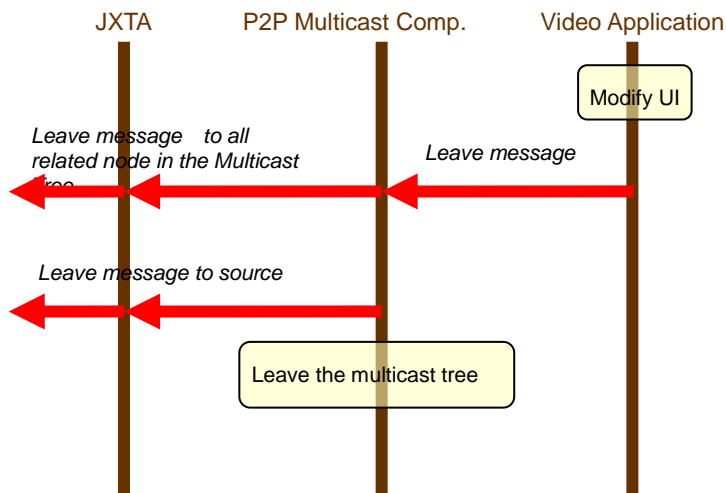 JXTA P2P Multicast Comp. Video Application
Modify UI
Leave message to all
related node in the Multicast
Tree
Leave message
Leave message to source
Leave the multicast tree